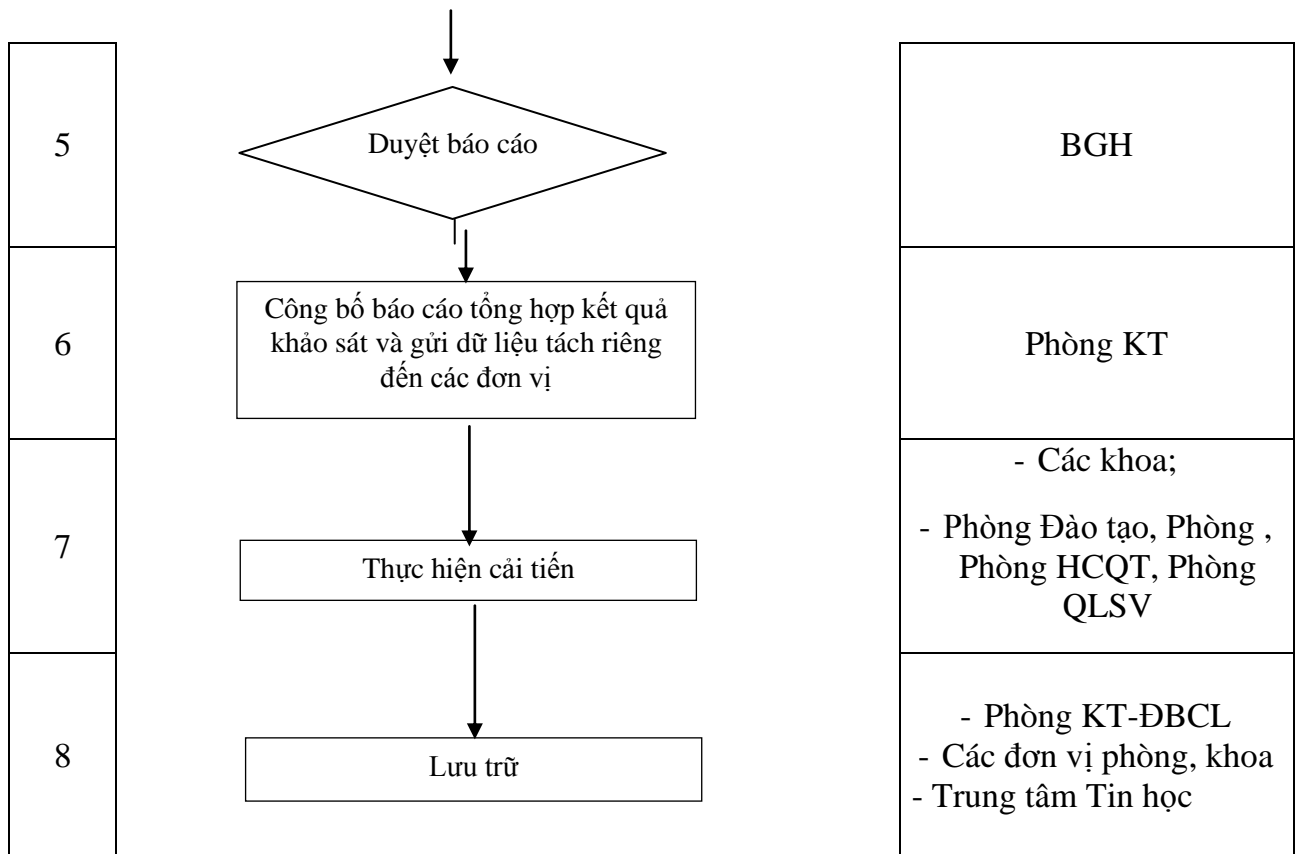 5
Duyệt báo cáo
BGH
6
Công bố báo cáo tổng hợp kết quả
khảo sát và gửi dữ liệu tách riêng
đến các đơn vị
Phòng KT
7
Thực hiện cải tiến
- Các khoa;
- Phòng Đào tạo, Phòng ,
Phòng HCQT, Phòng
QLSV
8
Lưu trữ
- Phòng KT-ĐBCL
- Các đơn vị phòng, khoa
- Trung tâm Tin học